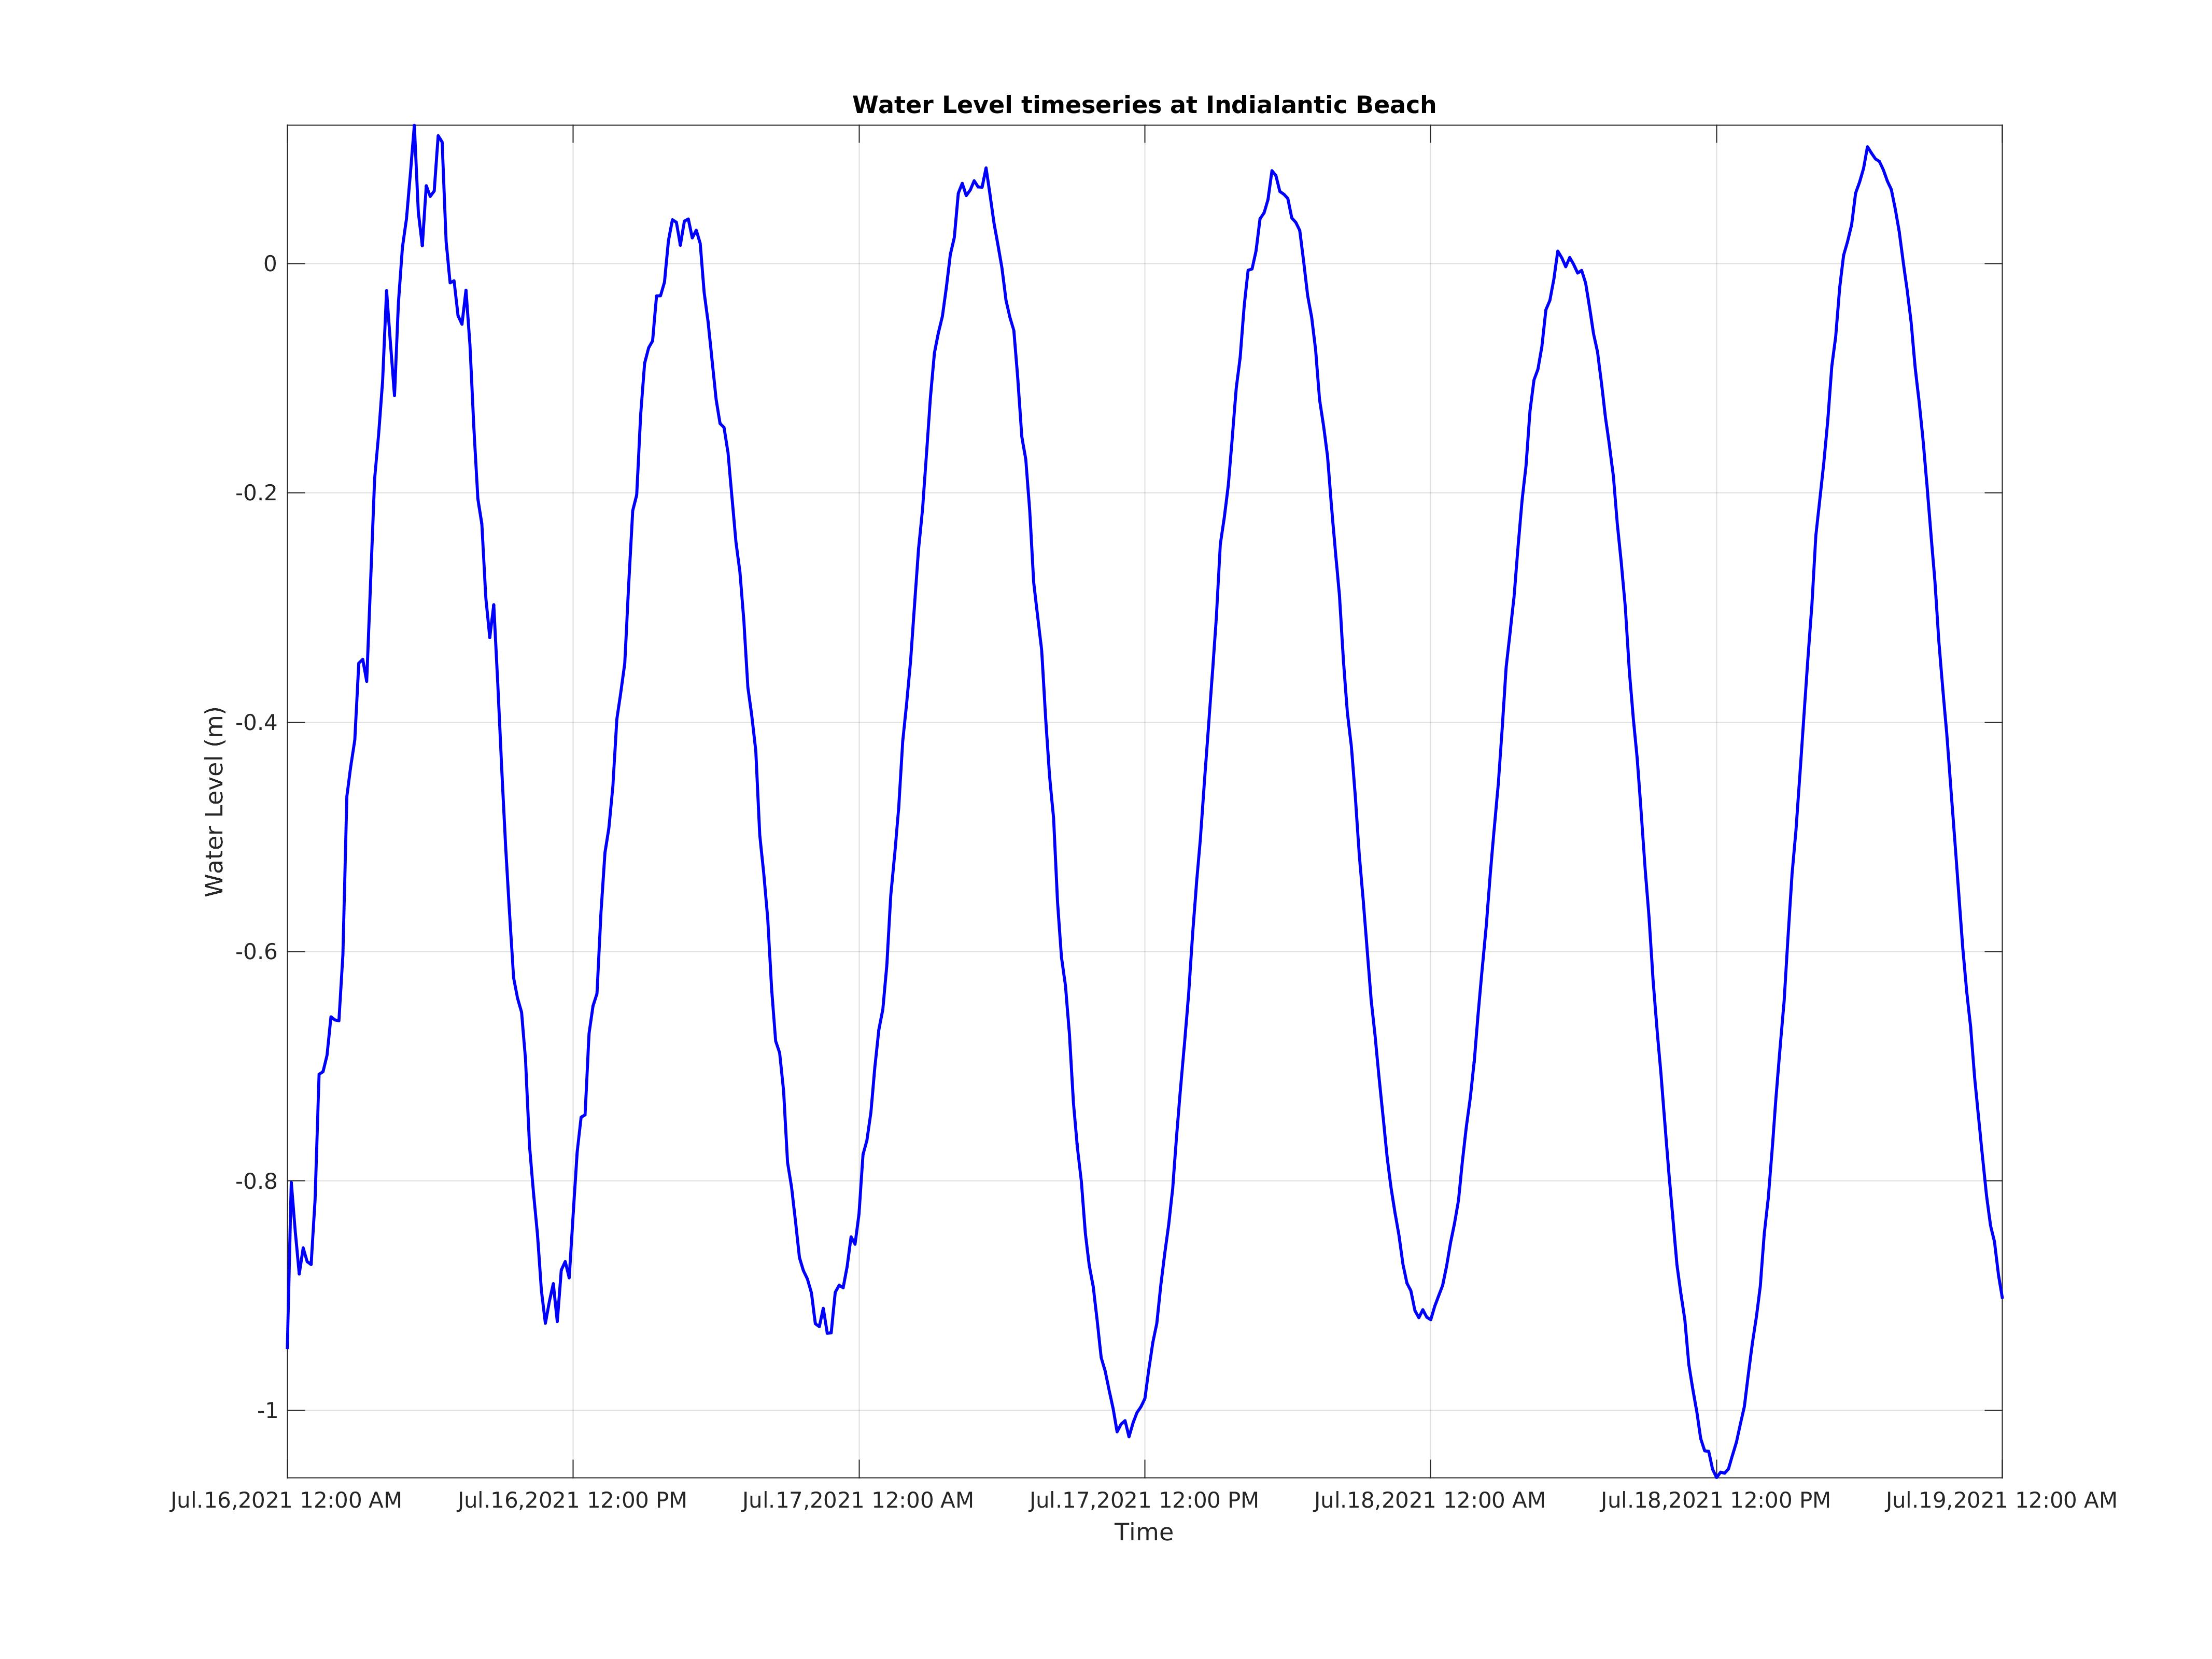 Water Level timeseries at Indialantic Beach
0
-0.2
-0.4
-0.6
-0.8
-1
Water Level (m)
Jul.16,2021 12:00 AM
Jul.16,2021 12:00 PM
Jul.17,2021 12:00 AM
Jul.17,2021 12:00 PM
Jul.18,2021 12:00 AM
Jul.18,2021 12:00 PM
Jul.19,2021 12:00 AM
Time